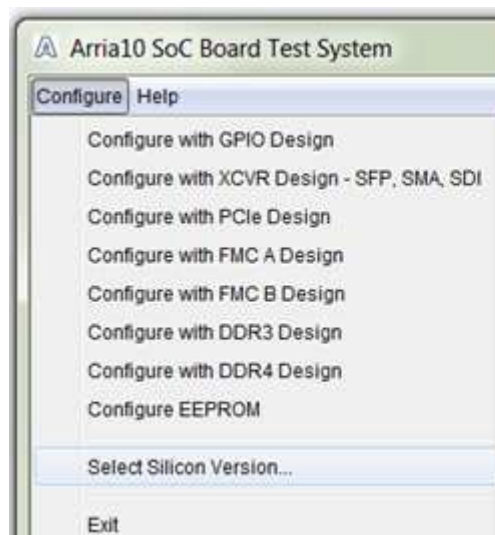 Arria10 SoC Board Test System
Configure Help
Configure with GPIO Design
Configure with XCVR Design - SFP, SMA, SDI
Configure with PCIe Design
Configure with FMC A Design
Configure with FMC B Design
Configure with DDR3 Design
Configure with DDR4 Design
Configure EEPROM
Select Silicon Version...
Exit